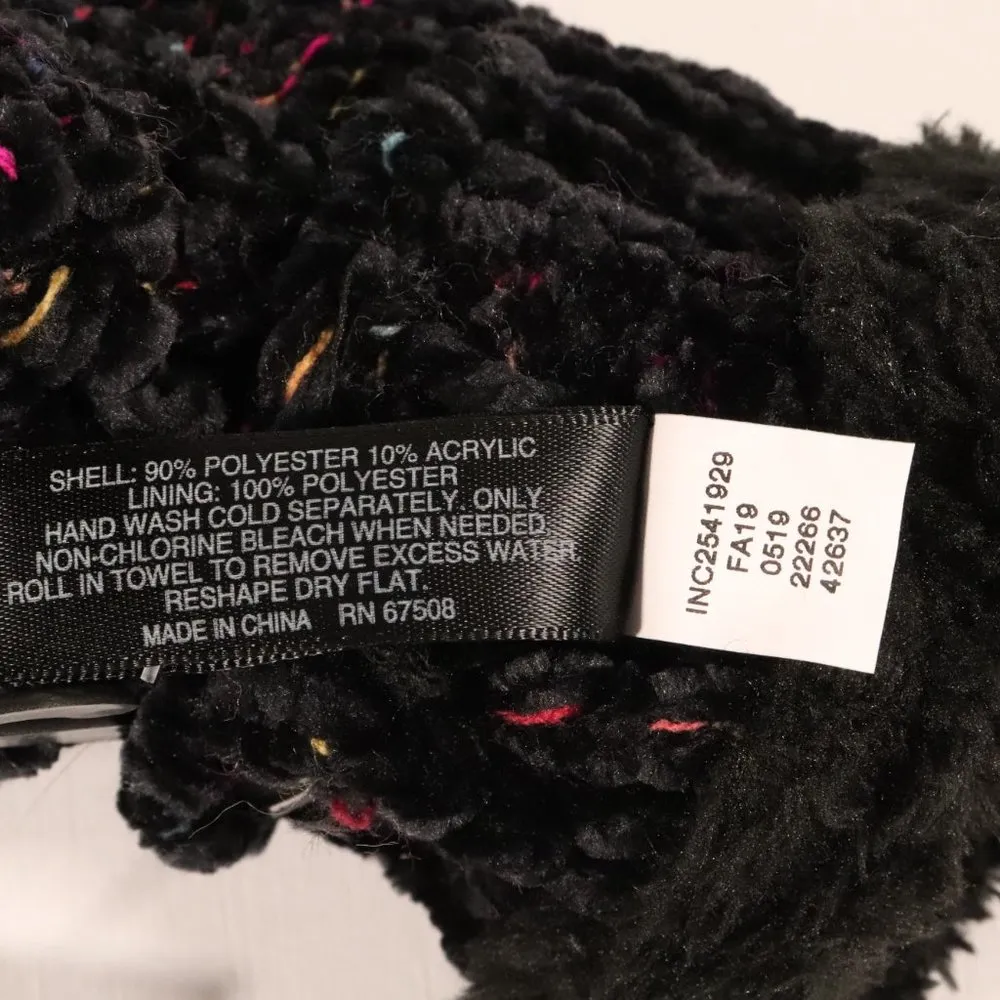 SHELL: 90% POLYESTER 10% ACRYLIC
LINING: 100% POLYESTER
HAND WASH COLD SEPARATELY. ONLY
NON-CHLORINE BLEACH WHEN NEEDED.
ROLL IN TOWEL TO REMOVE EXCESS WATER
RESHAPE DRY FLAT.
MADE IN CHINA RN 67508
INC2541929
FA19
0519
22266
42637